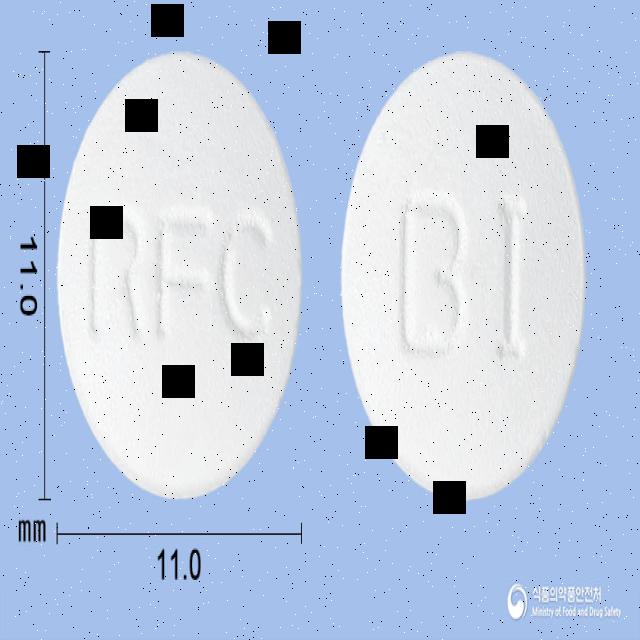 RFC
BI
11.0
mm
11.0
식품의약품안전처
Ministry of Food and Drug Safety